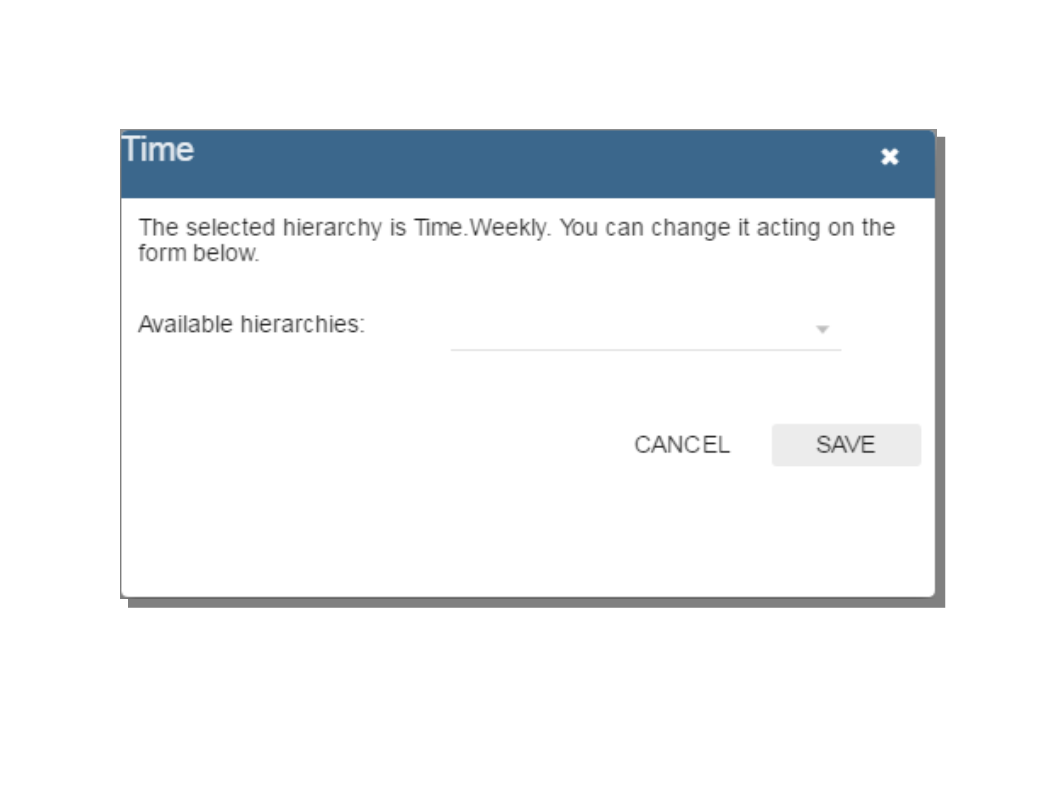 Time
The selected hierarchy is Time.Weekly. You can change it acting on the
form below.
Available hierarchies:
CANCEL SAVE